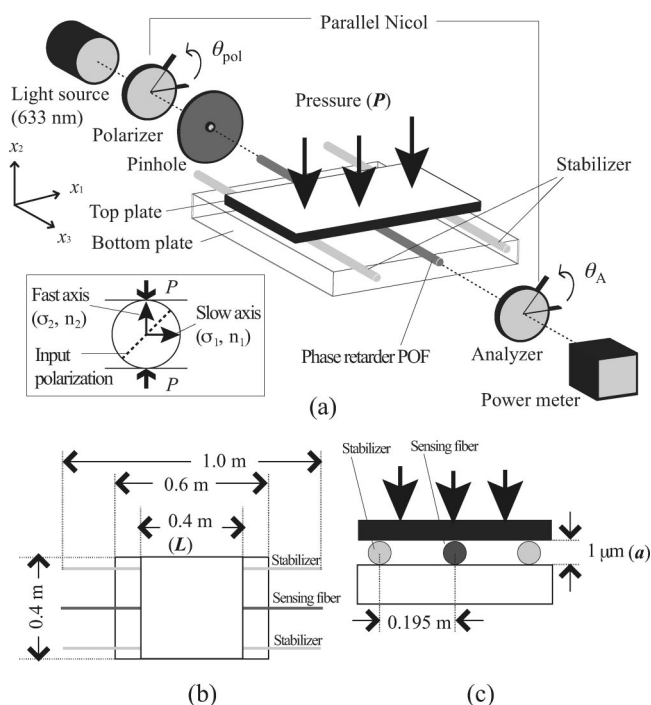 Parallel Nicol
θpol
Light source
(633 nm)
Polarizer
Pinhole
Pressure (P)
Stabilizer
x2
x1
x3
Top plate
Bottom plate
θA
P
Fast axis
(σ2, n2)
Slow axis
(σ1, n1)
Input
polarization
P
Phase retarder POF
Analyzer
Power meter
(a)
1.0 m
0.6 m
0.4 m
(L)
Stabilizer
Sensing fiber
Stabilizer
0.4 m
(b)
Stabilizer
Sensing fiber
1 μm (a)
0.195 m
(c)